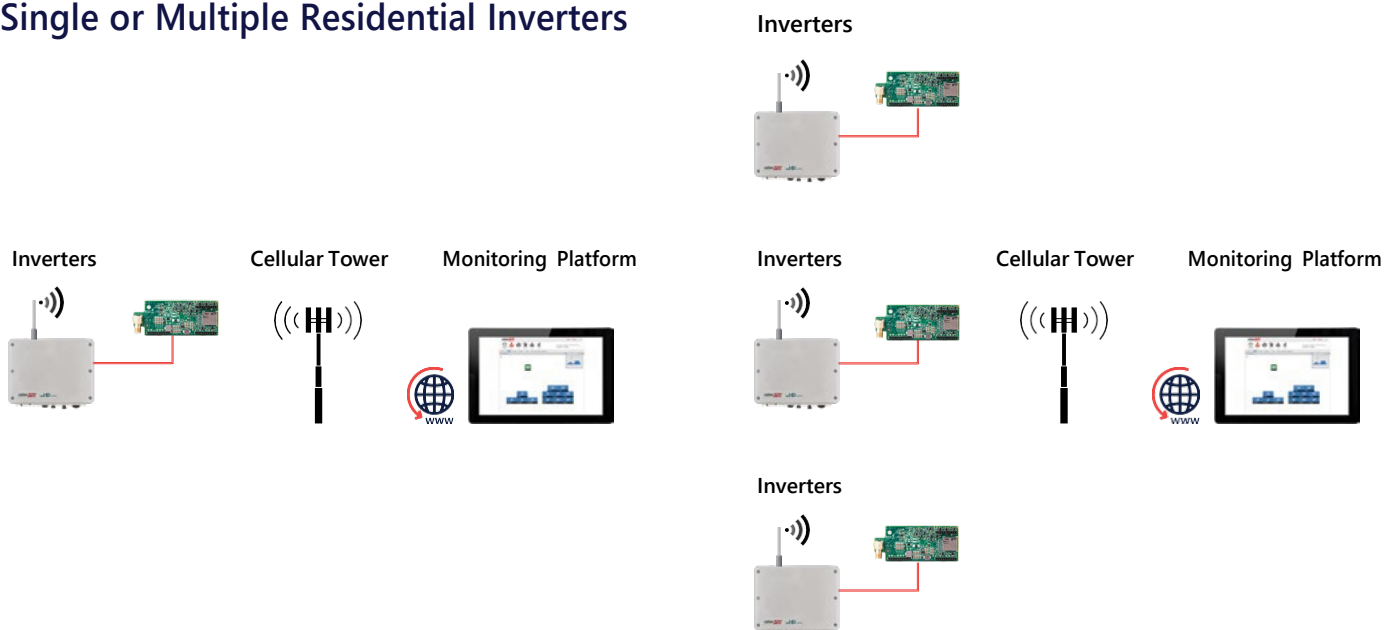 Single or Multiple Residential Inverters
Inverters
Inverters
Cellular Tower
Monitoring Platform
www
Inverters
Cellular Tower
Monitoring Platform
www
Inverters